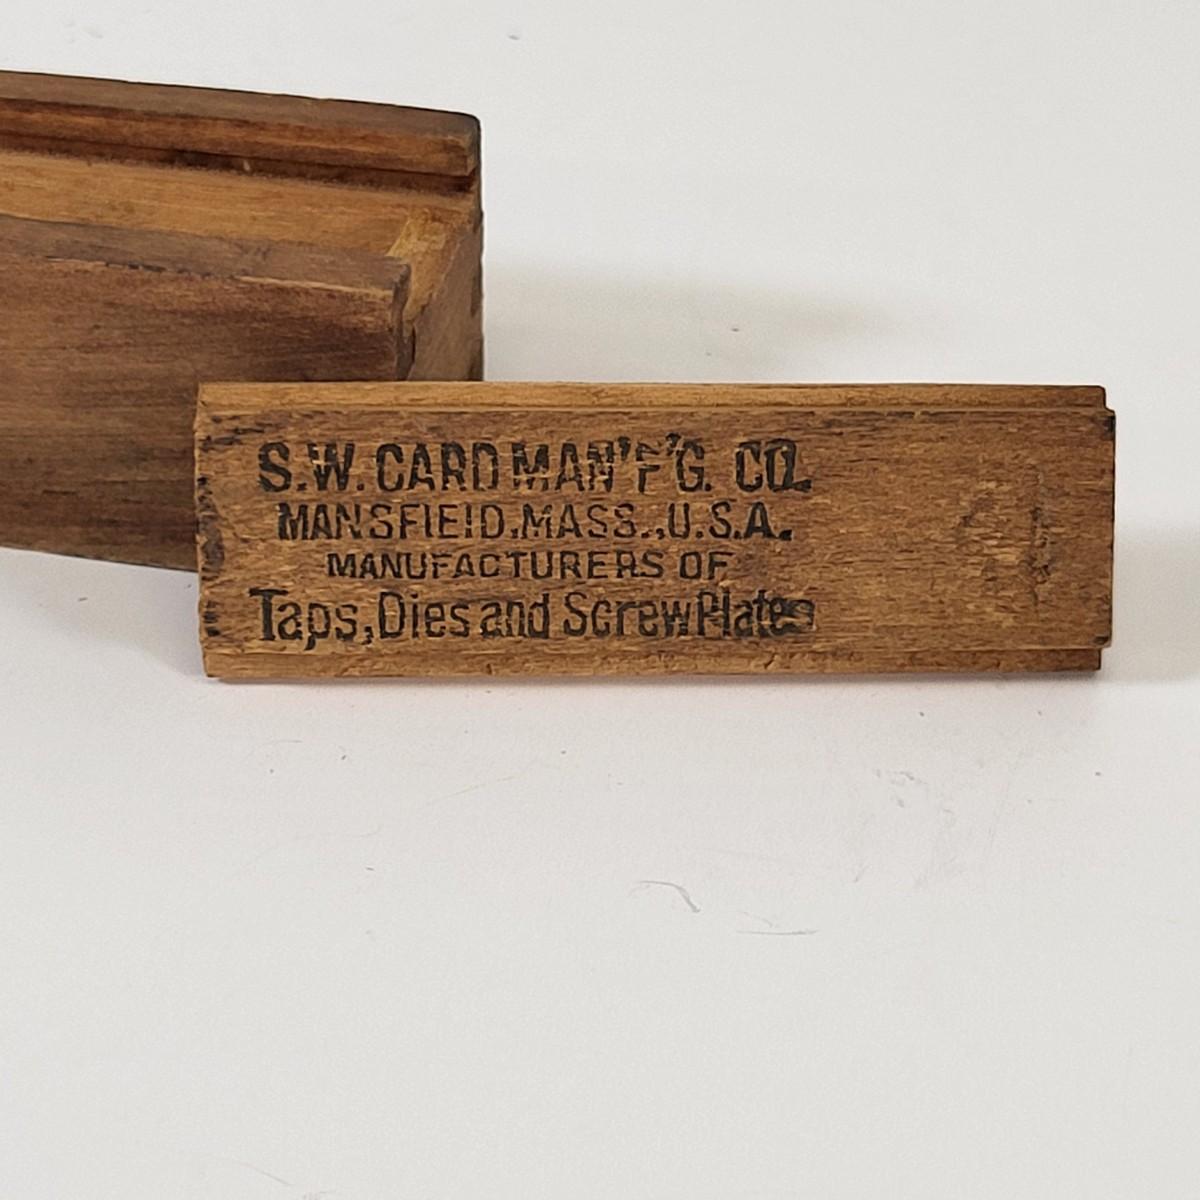 S.W. CARD MAN'F'G. CO.
MANSFIELD, MASS., U.S.A.
MANUFACTURERS OF
Taps, Dies and Screw Plates